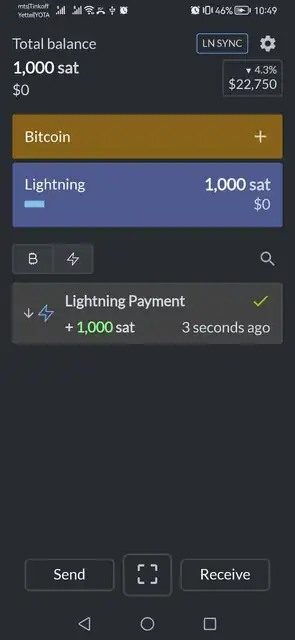 mts|Tinkoff
Yettel|YOTA
46%
10:49
Total balance
LN SYNC
1,000 sat
▾ 4.3%
$0
$22,750
Bitcoin
+
Lightning
1,000 sat
$0
B
Lightning Payment
+ 1,000 sat
3 seconds ago
Send
Receive